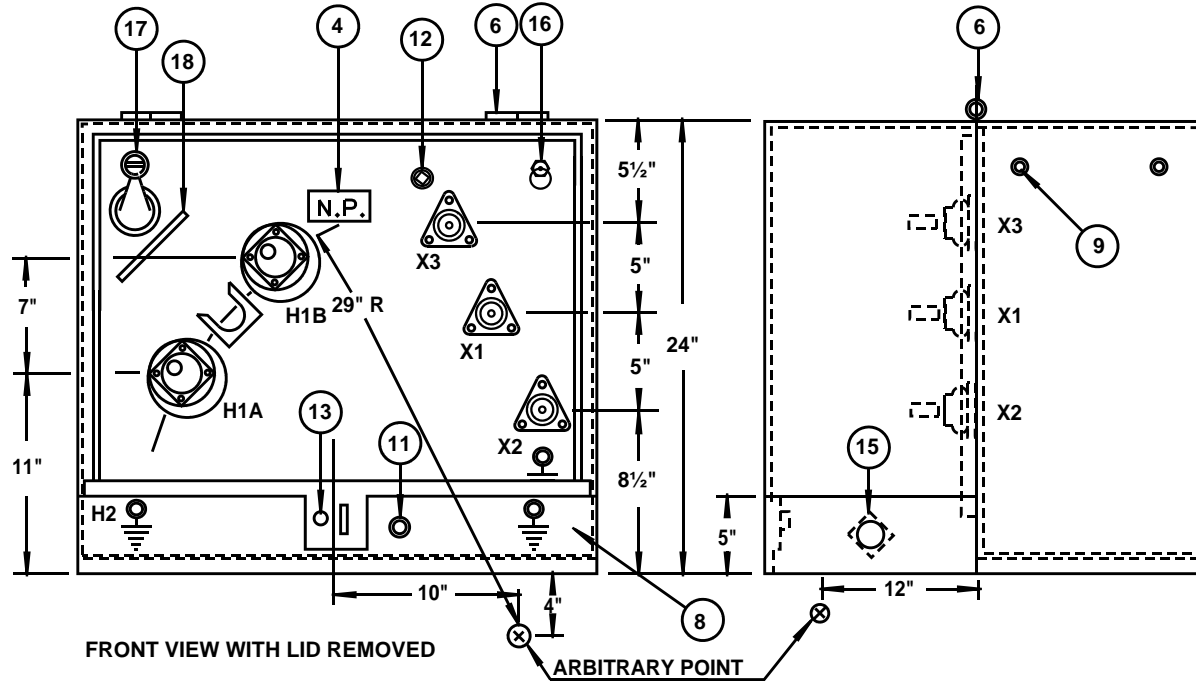 17
18
4
12
6
16
6
N.P.
5½"
X3
X3
9
7"
H1B
29" R
5"
X1
X1
24"
5"
H1A
X2
X2
13
11
15
11"
8½"
H2
5"
10"
4"
8
12"
FRONT VIEW WITH LID REMOVED
ARBITRARY POINT